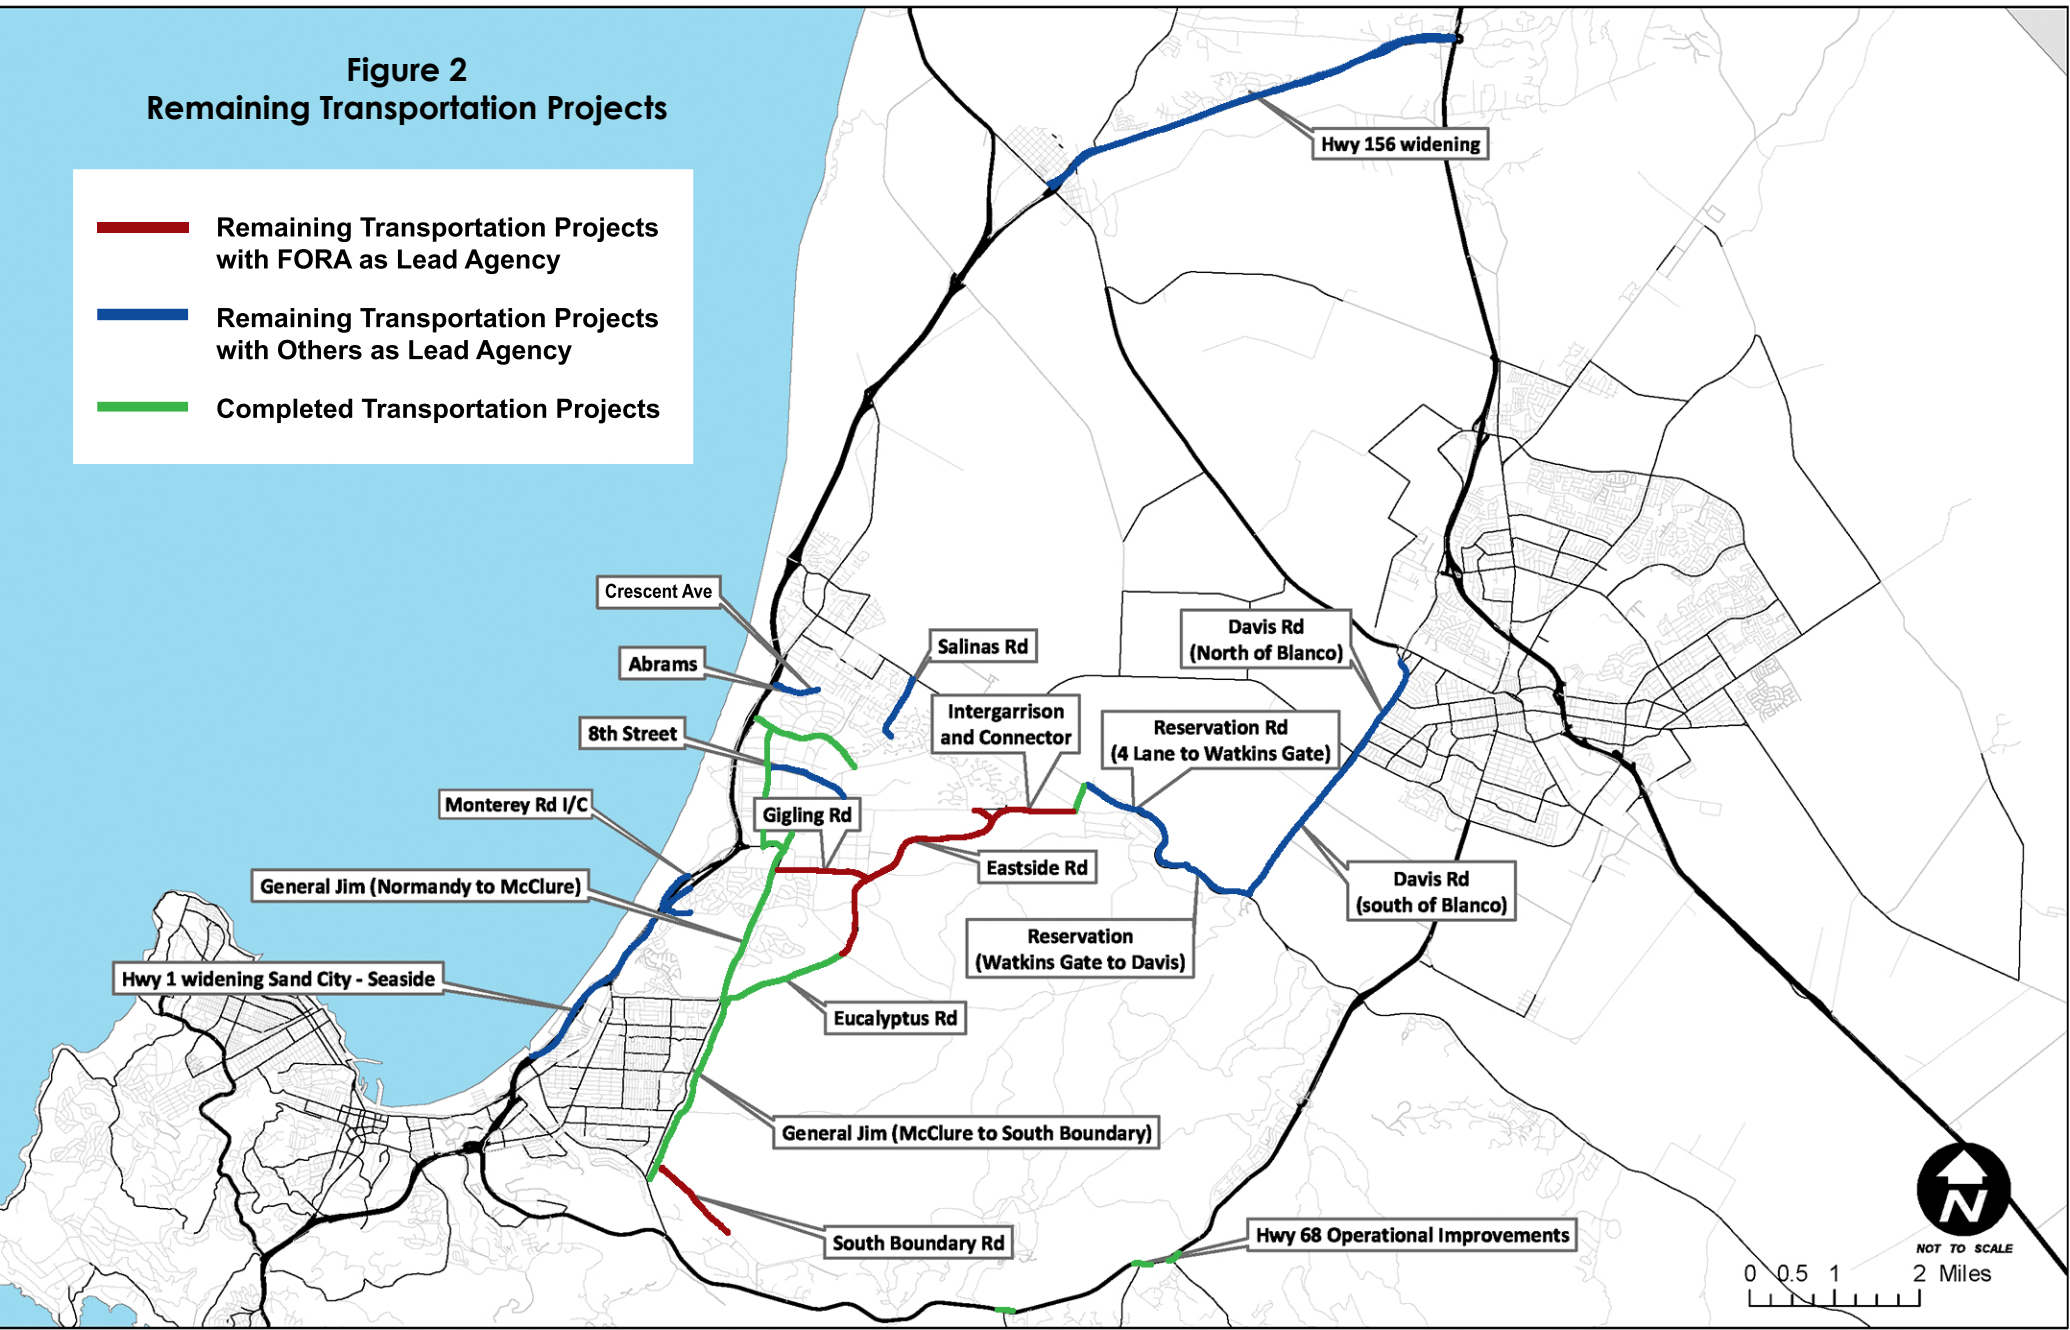 Figure 2
Remaining Transportation Projects
Remaining Transportation Projects
with FORA as Lead Agency
Remaining Transportation Projects
with Others as Lead Agency
Completed Transportation Projects
Hwy 156 widening
Crescent Ave
Abrams
Salinas Rd
Davis Rd
(North of Blanco)
8th Street
Intergarrison
and Connector
Reservation Rd
(4 Lane to Watkins Gate)
Monterey Rd I/C
Gigling Rd
General Jim (Normandy to McClure)
Eastside Rd
Davis Rd
(south of Blanco)
Reservation
(Watkins Gate to Davis)
Hwy 1 widening Sand City - Seaside
Eucalyptus Rd
General Jim (McClure to South Boundary)
South Boundary Rd
Hwy 68 Operational Improvements
N
NOT TO SCALE
0 0.5 1 2 Miles